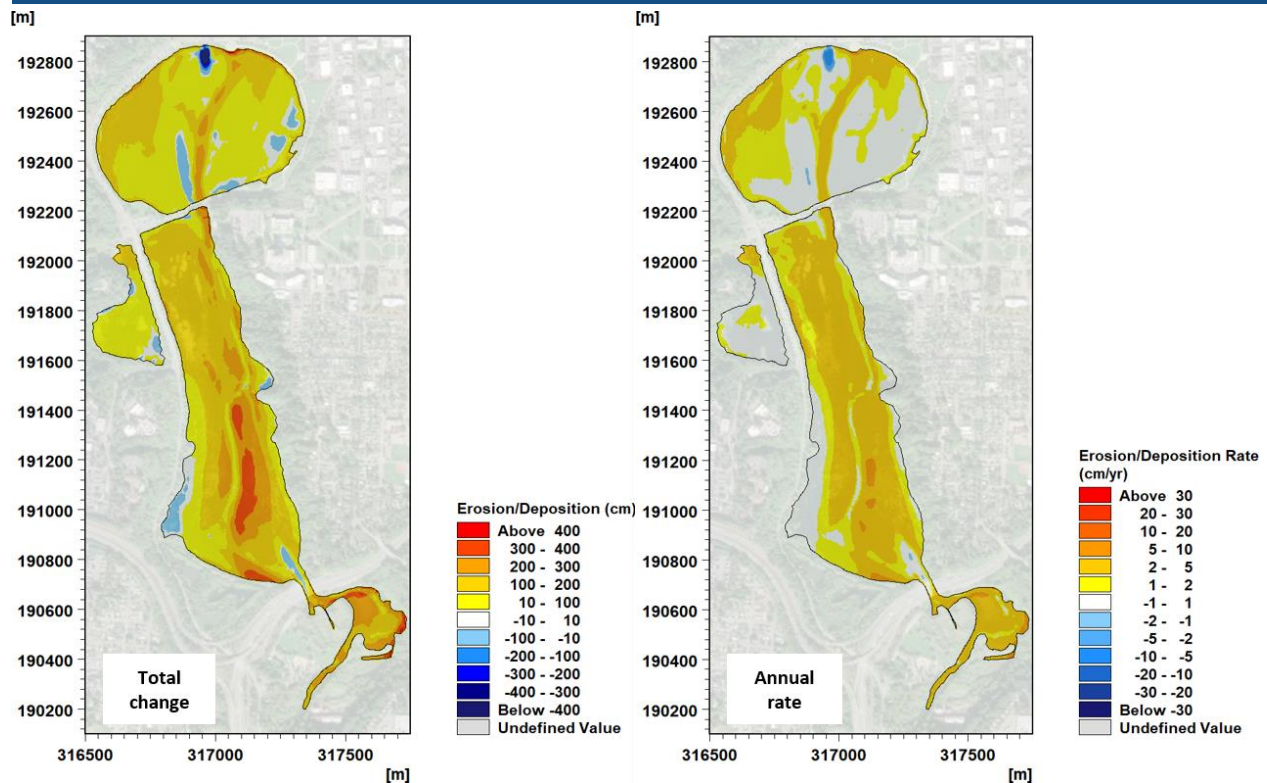 [m]
192800
192600
192400
192200
192000
191800
191600
191400
191200
191000
190800
190600
190400
190200
316500 317000 317500
[m]
Total
change
Erosion/Deposition (cm)
Above 400
300 - 400
200 - 300
100 - 200
10 - 100
-10 - 10
-100 - -10
-200 - -100
-300 - -200
-400 - -300
Below -400
Undefined Value
[m]
192800
192600
192400
192200
192000
191800
191600
191400
191200
191000
190800
190600
190400
190200
316500 317000 317500
[m]
Annual
rate
Erosion/Deposition Rate
(cm/yr)
Above 30
20 - 30
10 - 20
5 - 10
2 - 5
1 - 2
-1 - 1
-2 - -1
-5 - -2
-10 - -5
-20 - -10
-30 - -20
Below -30
Undefined Value